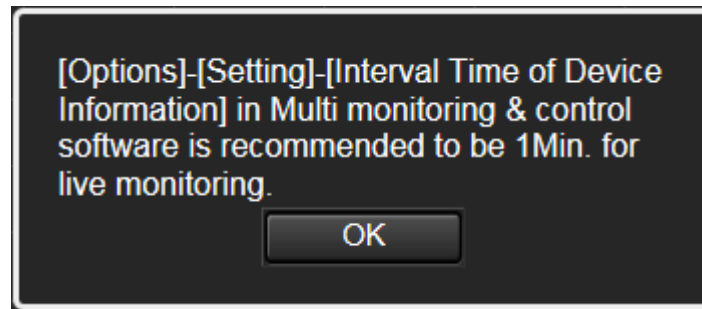 [Options]-[Setting]-[Interval Time of Device
Information] in Multi monitoring & control
software is recommended to be 1Min. for
live monitoring.
OK